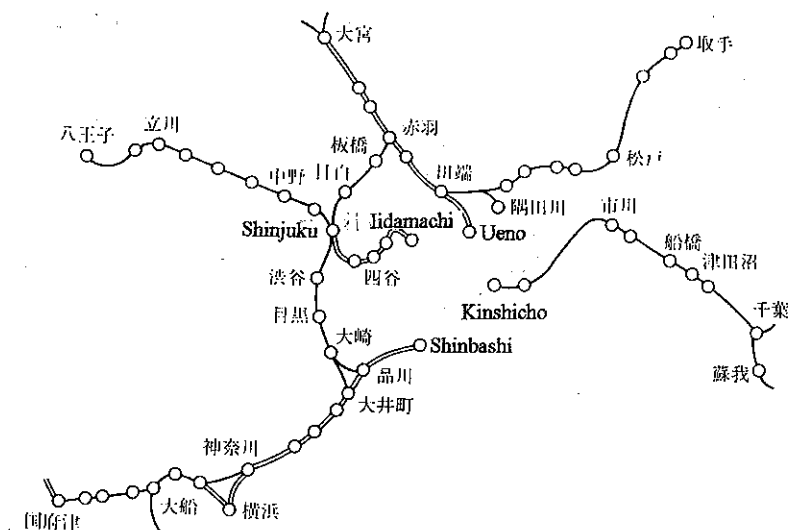 大宮
取手
赤羽
立川
八王子
板橋
松戸
目白
田端
中野
隅田川
市川
Shinjuku
Iidamachi
Ueno
船橋
四谷
津田沼
渋谷
Kinshicho
千葉
目黒
大崎
Shinbashi
品川
蘇我
大井町
神奈川
大船
横浜
国府津